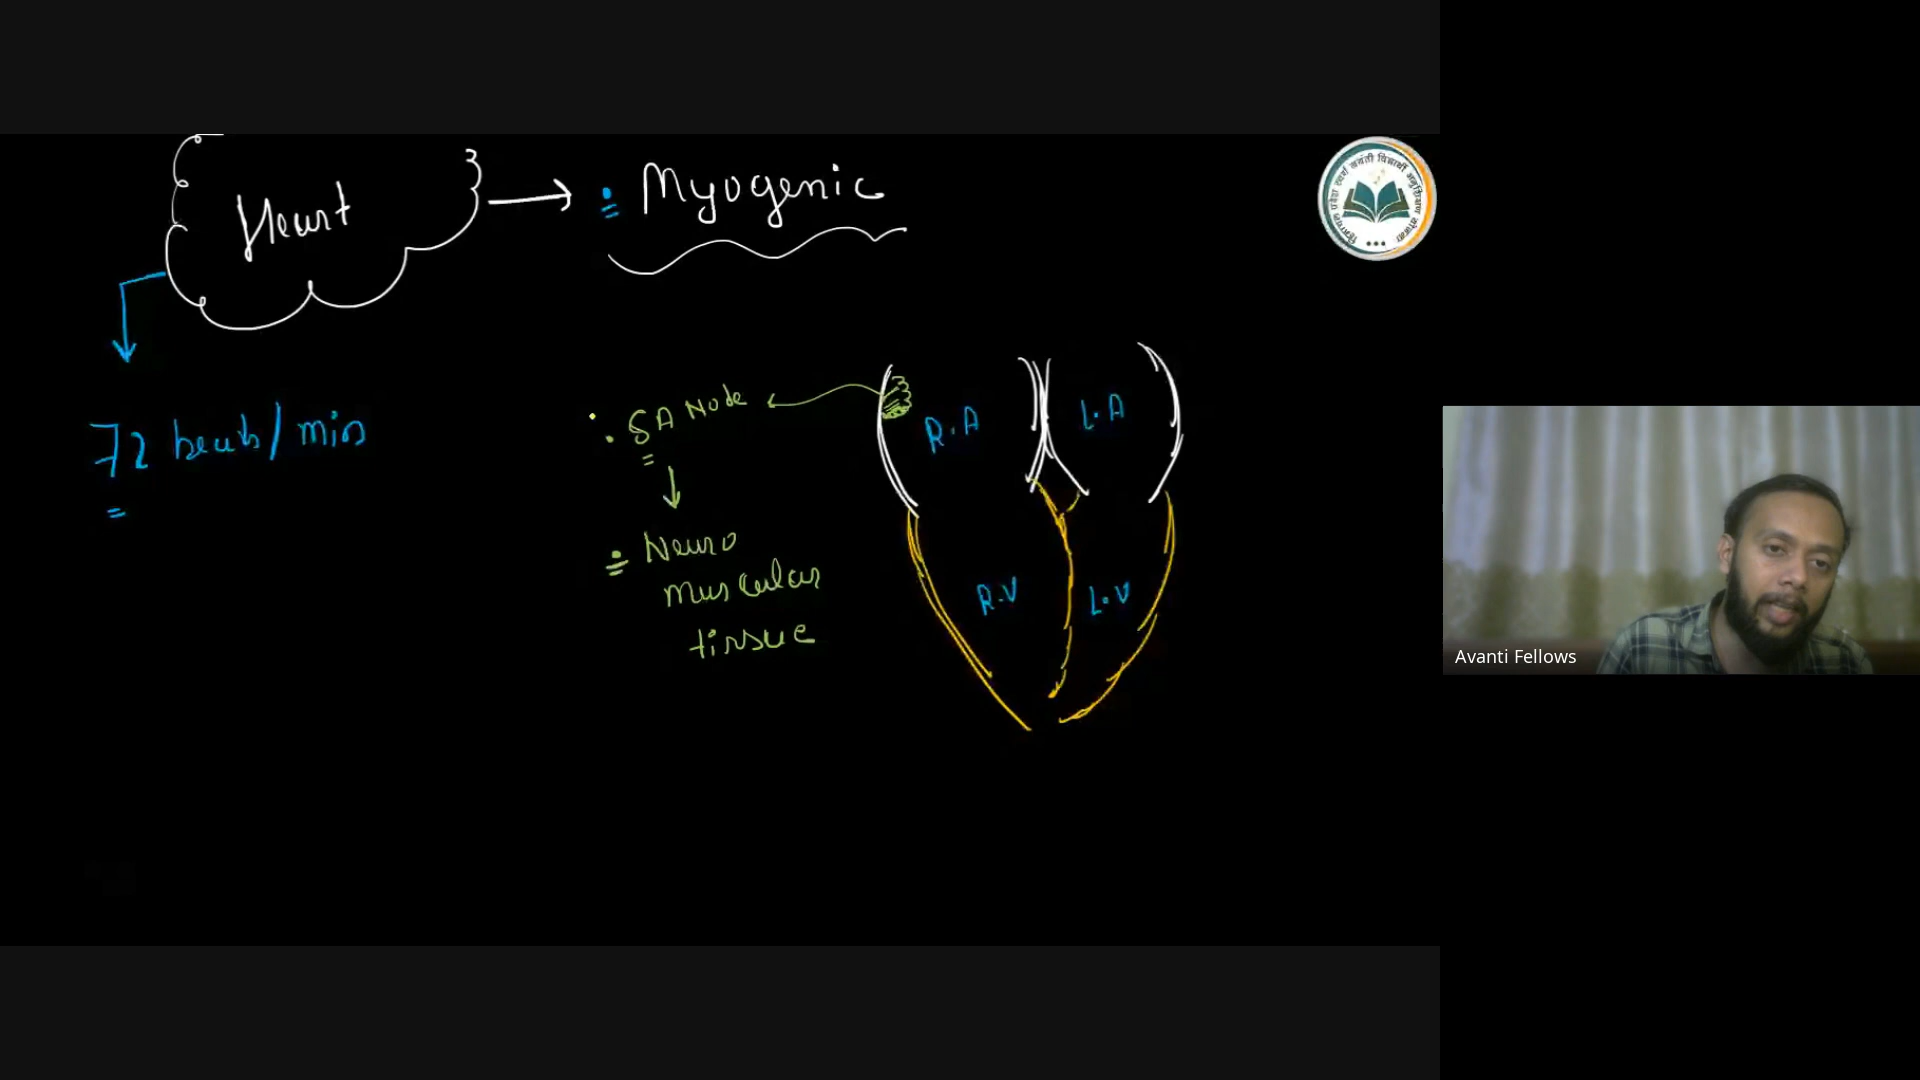 Heart
: Myogenic
72 beats/min
SA Node
Neuro
muscular
tissue
R.A
L.A
R.V
L.V
Avanti Fellows